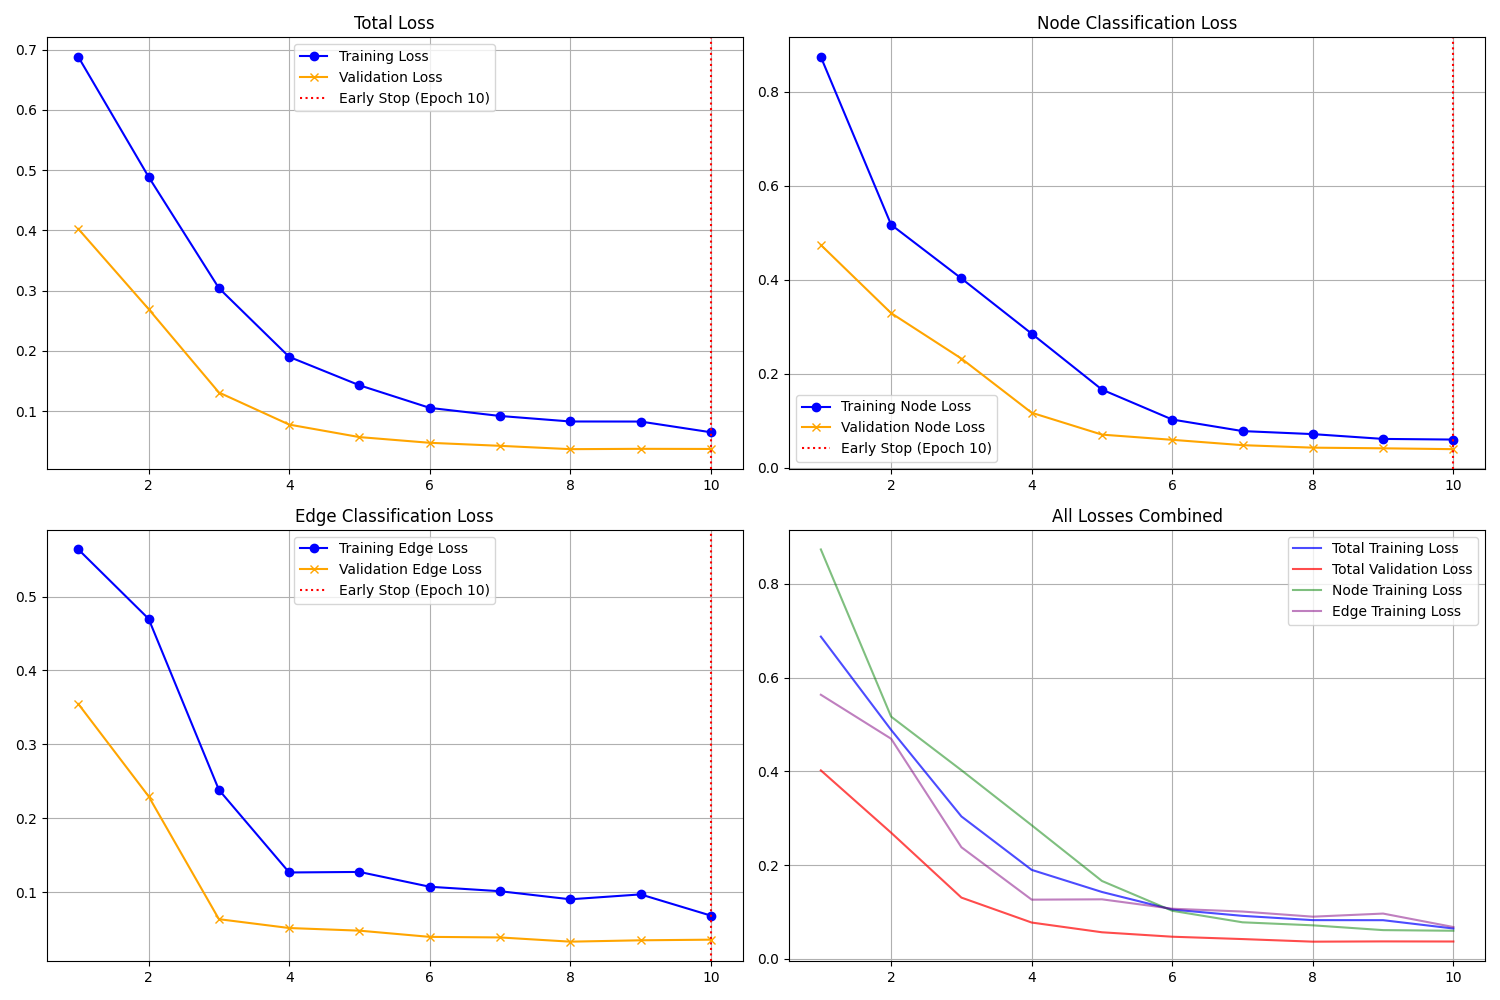 Total Loss
0.7
0.6
0.5
0.4
0.3
0.2
0.1
Training Loss
Validation Loss
Early Stop (Epoch 10)
2 4 6 8 10
Node Classification Loss
0.8
0.6
0.4
0.2
0.0
Training Node Loss
Validation Node Loss
Early Stop (Epoch 10)
2 4 6 8 10
Edge Classification Loss
0.5
0.4
0.3
0.2
0.1
Training Edge Loss
Validation Edge Loss
Early Stop (Epoch 10)
2 4 6 8 10
All Losses Combined
0.8
0.6
0.4
0.2
0.0
Total Training Loss
Total Validation Loss
Node Training Loss
Edge Training Loss
2 4 6 8 10